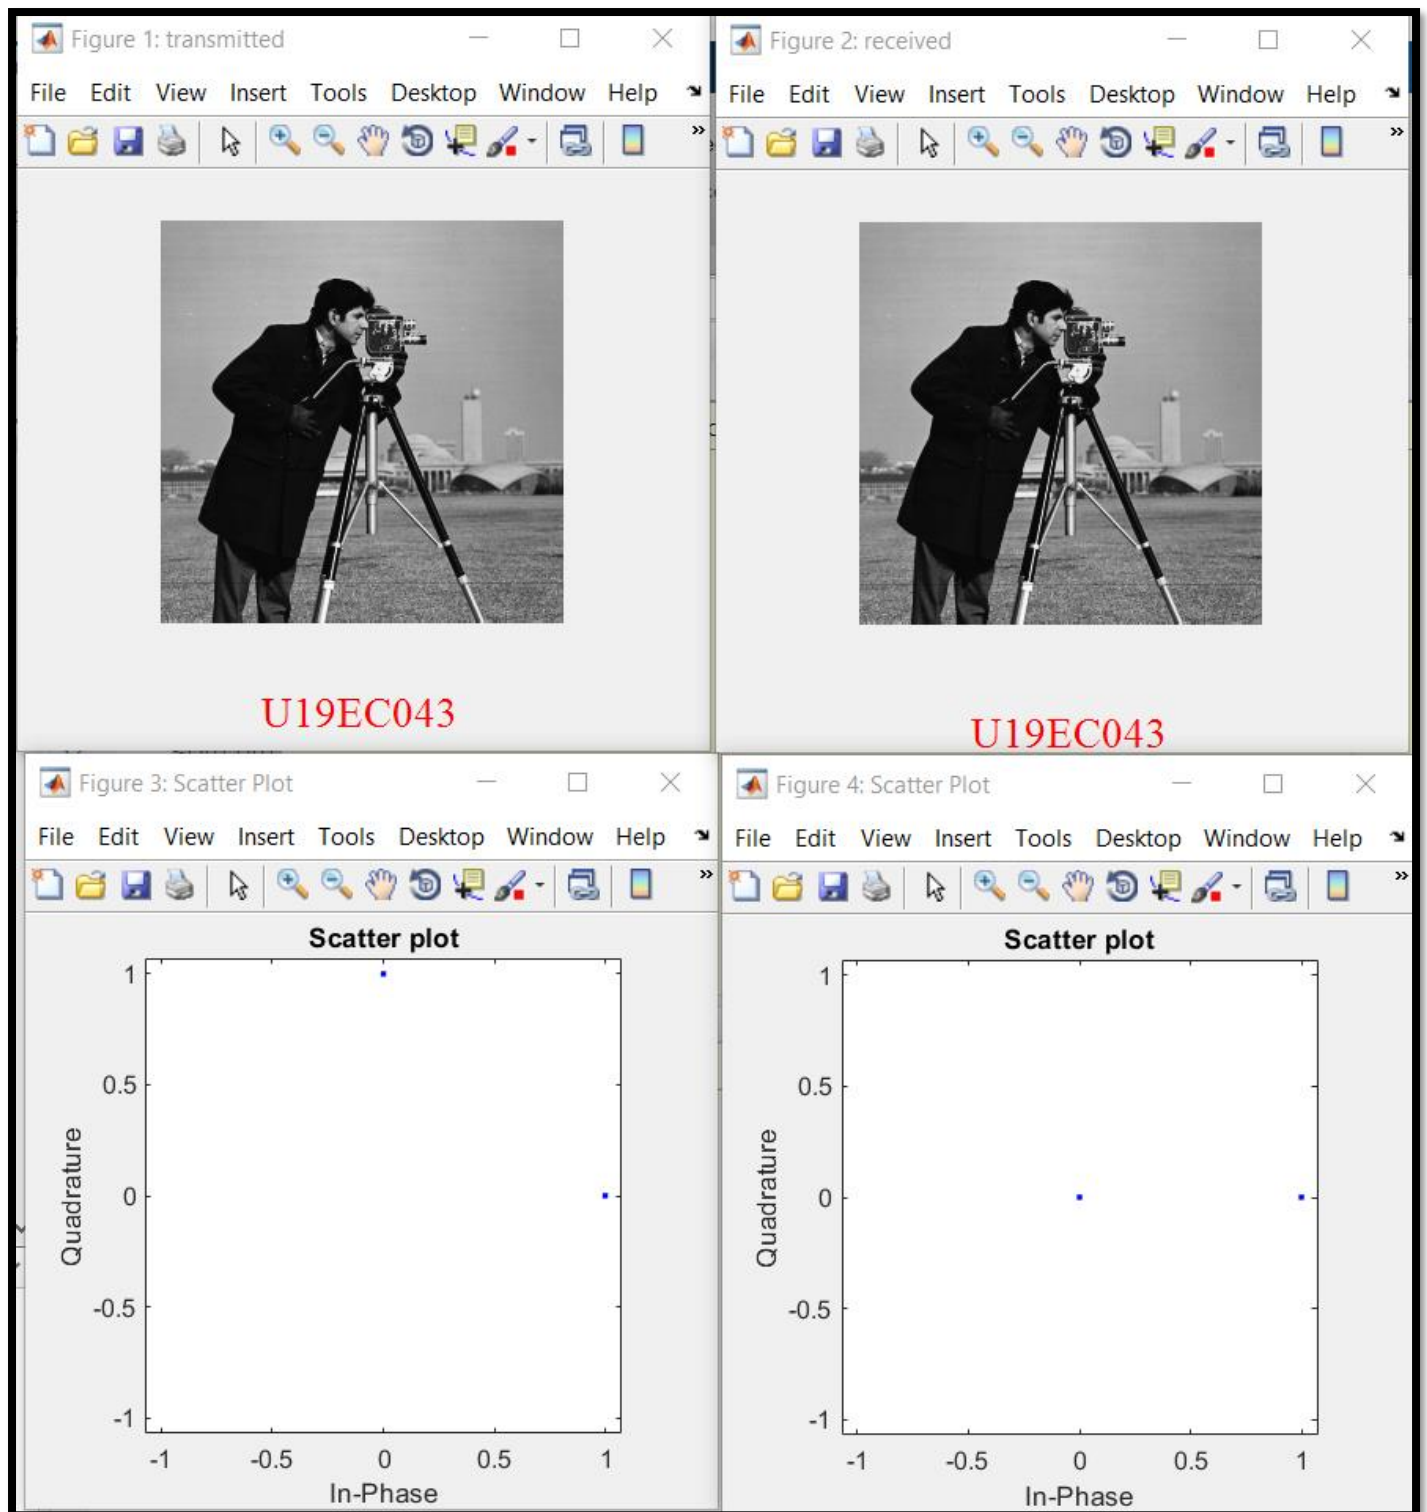 Figure 1: transmitted
File Edit View Insert Tools Desktop Window Help
U19EC043
Figure 2: received
File Edit View Insert Tools Desktop Window Help
U19EC043
Figure 3: Scatter Plot
File Edit View Insert Tools Desktop Window Help
Scatter plot
1
0.5
0
-0.5
-1
Quadrature
-1 -0.5 0 0.5 1
In-Phase
Figure 4: Scatter Plot
File Edit View Insert Tools Desktop Window Help
Scatter plot
1
0.5
0
-0.5
-1
Quadrature
-1 -0.5 0 0.5 1
In-Phase